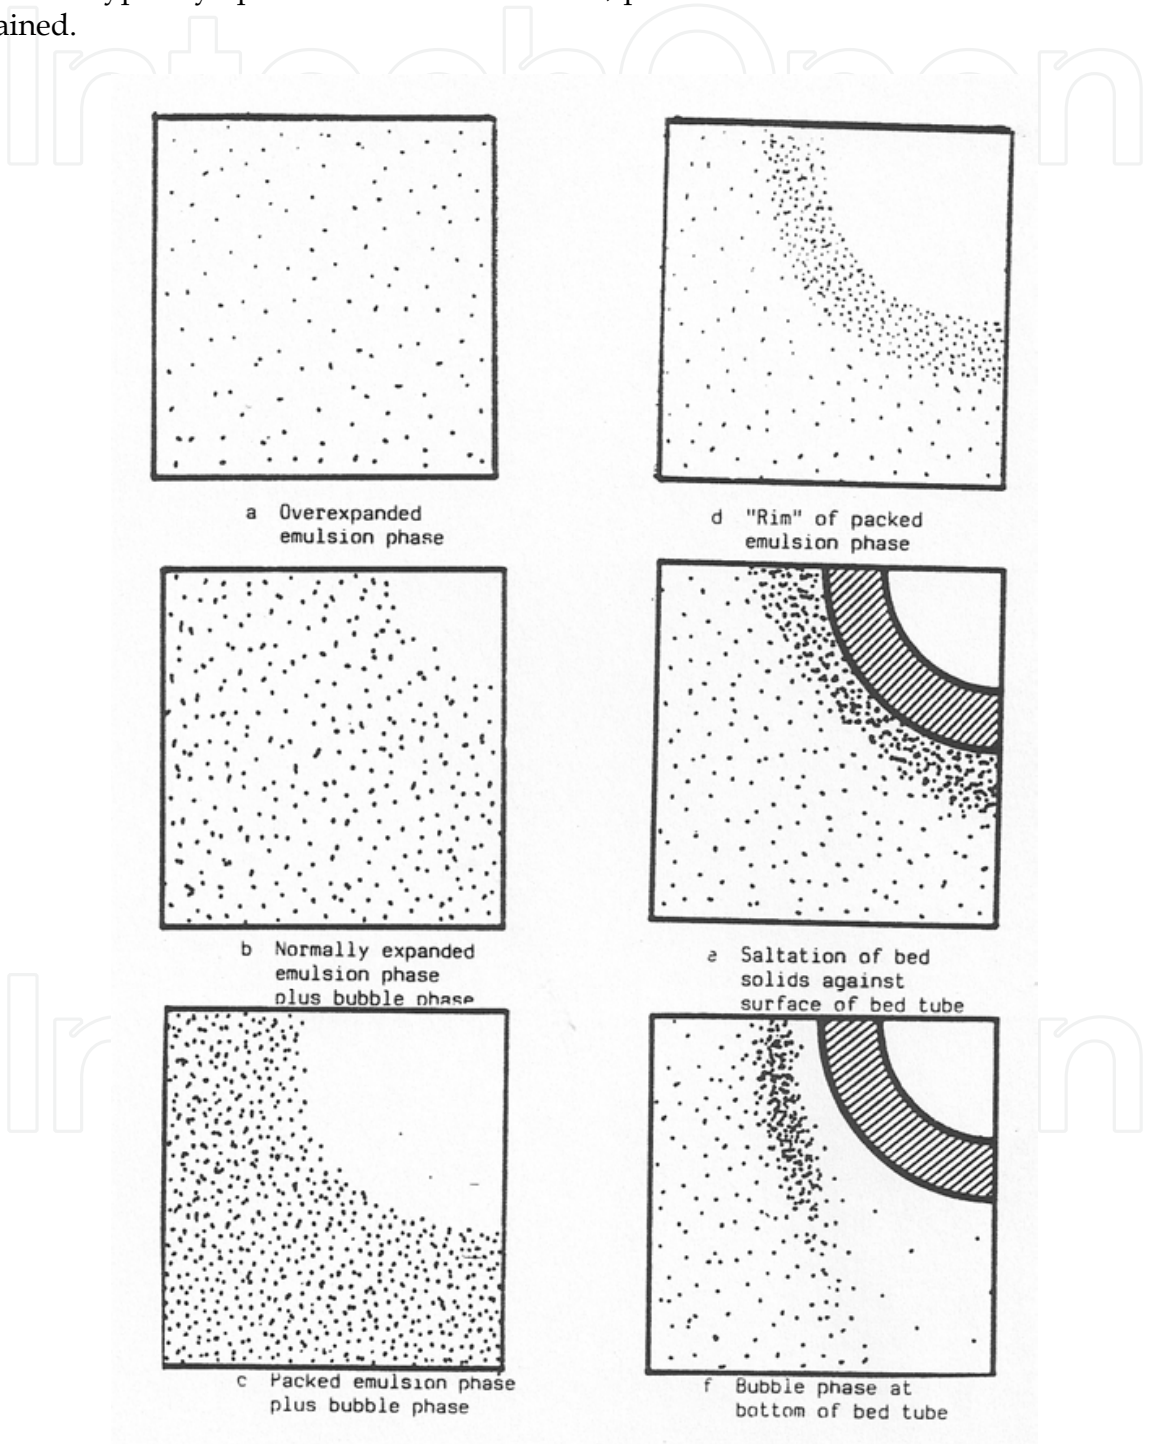 ained.
IntechOpen
a Overexpanded
emulsion phase
d "Rim" of packed
emulsion phase
b Normally expanded
emulsion phase
plus bubble phase
e Saltation of bed
solids against
surface of bed tube
c Packed emulsion phase
plus bubble phase
f Bubble phase at
bottom of bed tube